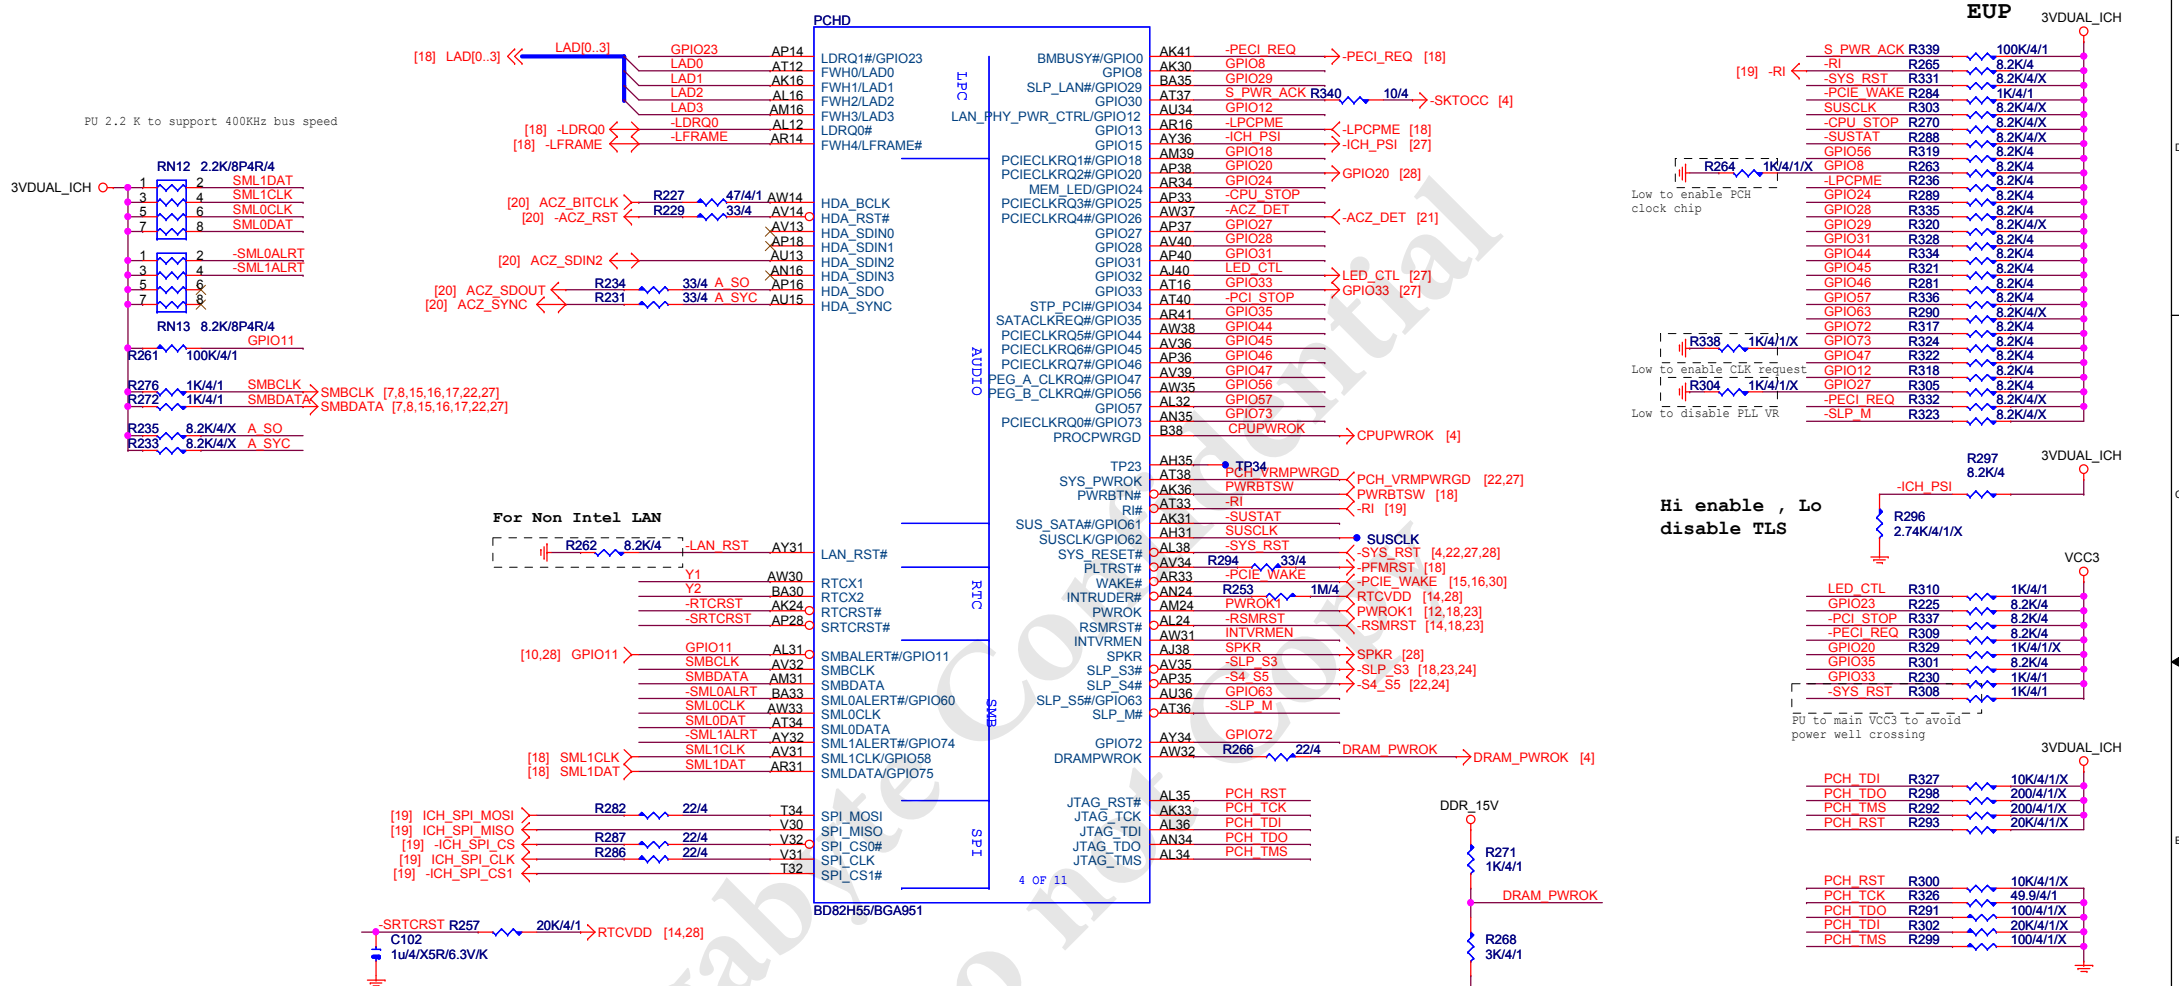 EUP
3VDUAL_ICH
PCHD
[18] LAD[0..3]
LAD[0..3]
GPIO23 AP14 LDRQ1#/GPIO23
LAD0 AT12 FWH0/LAD0
LAD1 AK16 FWH1/LAD1
LAD2 AL16 FWH2/LAD2
LAD3 AM16 FWH3/LAD3
[18] -LDRQ0 -LDRQ0 AL12 LDRQ0#
[18] -LFRAME -LFRAME AR14 FWH4/LFRAME#
LPC
PU 2.2 K to support 400KHz bus speed
RN12 2.2K/8P4R/4
3VDUAL_ICH
1 2 SML1DAT
3 4 SML1CLK
5 6 SML0CLK
7 8 SML0DAT
1 2 -SML0ALRT
3 4 -SML1ALRT
5 6
7 8
RN13 8.2K/8P4R/4
GPIO11
R261 100K/4/1
R276 1K/4/1 SMBCLK SMBCLK [7,8,15,16,17,22,27]
R272 1K/4/1 SMBDATA SMBDATA [7,8,15,16,17,22,27]
R235 8.2K/4/X A_SO
R233 8.2K/4/X A_SYC
[20] ACZ_BITCLK R227 47/4/1 AW14 HDA_BCLK
[20] -ACZ_RST R229 33/4 AV14 HDA_RST#
AV13 HDA_SDIN0
AP18 HDA_SDIN1
[20] ACZ_SDIN2 AU13 HDA_SDIN2
AN16 HDA_SDIN3
[20] ACZ_SDOUT R234 33/4 A_SO AP16 HDA_SDO
[20] ACZ_SYNC R231 33/4 A_SYC AU15 HDA_SYNC
AUDIO
For Non Intel LAN
R262 8.2K/4 -LAN_RST AY31 LAN_RST#
Y1 AW30 RTCX1
Y2 BA30 RTCX2
-RTCRST AK24 RTCRST#
-SRTCRST AP28 SRTCRST#
RTC
[10,28] GPIO11 GPIO11 AL31 SMBALERT#/GPIO11
SMBCLK AV32 SMBCLK
SMBDATA AM31 SMBDATA
-SML0ALRT BA33 SML0ALERT#/GPIO60
SML0CLK AW33 SML0CLK
SML0DAT AT34 SML0DATA
-SML1ALRT AY32 SML1ALERT#/GPIO74
[18] SML1CLK SML1CLK AV31 SML1CLK/GPIO58
[18] SML1DAT SML1DAT AR31 SMLDATA/GPIO75
SMB
[19] ICH_SPI_MOSI R282 22/4 T34 SPI_MOSI
[19] ICH_SPI_MISO V30 SPI_MISO
[19] -ICH_SPI_CS R287 22/4 V32 SPI_CS0#
[19] ICH_SPI_CLK R286 22/4 V31 SPI_CLK
[19] -ICH_SPI_CS1 T32 SPI_CS1#
SPI
4 OF 11
BD82H55/BGA951
-SRTCRST R257 20K/4/1 RTCVDD [14,28]
C102
1u/4/X5R/6.3V/K
BMBUSY#/GPIO0 AK41 -PECI_REQ -PECI_REQ [18]
GPIO8 AK30 GPIO8
SLP_LAN#/GPIO29 BA35 GPIO29
GPIO30 AT37 S_PWR_ACK R340 10/4 -SKTOCC [4]
LAN_PHY_PWR_CTRL/GPIO12 AU34 GPIO12
GPIO13 AR16 -LPCPME -LPCPME [18]
GPIO15 AY36 -ICH_PSI -ICH_PSI [27]
PCIECLKRQ1#/GPIO18 AM39 GPIO18
PCIECLKRQ2#/GPIO20 AP38 GPIO20 GPIO20 [28]
MEM_LED/GPIO24 AR34 GPIO24
PCIECLKRQ3#/GPIO25 AP33 -CPU_STOP
PCIECLKRQ4#/GPIO26 AW37 -ACZ_DET -ACZ_DET [21]
GPIO27 AP37 GPIO27
GPIO28 AV40 GPIO28
GPIO31 AP40 GPIO31
GPIO32 AJ40 LED_CTL LED_CTL [27]
GPIO33 AT16 GPIO33 GPIO33 [27]
STP_PCI#/GPIO34 AT40 -PCI_STOP
SATACLKREQ#/GPIO35 AR41 GPIO35
PCIECLKRQ5#/GPIO44 AW38 GPIO44
PCIECLKRQ6#/GPIO45 AV36 GPIO45
PCIECLKRQ7#/GPIO46 AP36 GPIO46
PEG_A_CLKRQ#/GPIO47 AV39 GPIO47
PEG_B_CLKRQ#/GPIO56 AW35 GPIO56
GPIO57 AL32 GPIO57
PCIECLKRQ0#/GPIO73 AN35 GPIO73
PROCPWRGD B38 CPUPWROK CPUPWROK [4]
TP23 AH35 TP34
SYS_PWROK AT38 PCH_VRMPWRGD PCH_VRMPWRGD [22,27]
PWRBTN# AK36 PWRBTSW PWRBTSW [18]
RI# AT33 -RI -RI [19]
SUS_SATA#/GPIO61 AK31 -SUSTAT
SUSCLK/GPIO62 AH31 SUSCLK SUSCLK
SYS_RESET# AL38 -SYS_RST -SYS_RST [4,22,27,28]
PLTRST# AV34 R294 33/4 -PFMRST [18]
WAKE# AR33 -PCIE_WAKE -PCIE_WAKE [15,16,30]
INTRUDER# AN24 R253 1M/4 RTCVDD [14,28]
PWROK AM24 PWROK1 PWROK1 [12,18,23]
RSMRST# AL24 -RSMRST -RSMRST [14,18,23]
INTVRMEN AW31 INTVRMEN
SPKR AJ38 SPKR SPKR [28]
SLP_S3# AV35 -SLP_S3 -SLP_S3 [18,23,24]
SLP_S4# AP35 -S4_S5 -S4_S5 [22,24]
SLP_S5#/GPIO63 AU36 GPIO63
SLP_M# AT36 -SLP_M
GPIO72 AY34 GPIO72
DRAMPWROK AW32 R266 22/4 DRAM_PWROK DRAM_PWROK [4]
JTAG_RST# AL35 PCH_RST
JTAG_TCK AK33 PCH_TCK
JTAG_TDI AL36 PCH_TDI
JTAG_TDO AN34 PCH_TDO
JTAG_TMS AL34 PCH_TMS
DDR_15V
R271
1K/4/1
DRAM_PWROK
R268
3K/4/1
S_PWR_ACK R339 100K/4/1
[19] -RI -RI R265 8.2K/4
-SYS_RST R331 8.2K/4/X
-PCIE_WAKE R284 1K/4/1
SUSCLK R303 8.2K/4/X
-CPU_STOP R270 8.2K/4/X
-SUSTAT R288 8.2K/4/X
GPIO56 R319 8.2K/4
R264 1K/4/1/X GPIO8 R263 8.2K/4
-LPCPME R236 8.2K/4
Low to enable PCH
clock chip
GPIO24 R289 8.2K/4
GPIO28 R335 8.2K/4
GPIO29 R320 8.2K/4/X
GPIO31 R328 8.2K/4
GPIO44 R334 8.2K/4
GPIO45 R321 8.2K/4
GPIO46 R281 8.2K/4
GPIO57 R336 8.2K/4
GPIO63 R290 8.2K/4/X
GPIO72 R317 8.2K/4
R338 1K/4/1/X GPIO73 R324 8.2K/4
GPIO47 R322 8.2K/4
Low to enable CLK request
GPIO12 R318 8.2K/4
R304 1K/4/1/X GPIO27 R305 8.2K/4
-PECI_REQ R332 8.2K/4/X
Low to disable PLL VR
-SLP_M R323 8.2K/4/X
R297
8.2K/4
3VDUAL_ICH
-ICH_PSI
Hi enable , Lo
disable TLS
R296
2.74K/4/1/X
VCC3
LED_CTL R310 1K/4/1
GPIO23 R225 8.2K/4
-PCI_STOP R337 8.2K/4
-PECI_REQ R309 8.2K/4
GPIO20 R329 1K/4/1/X
GPIO35 R301 8.2K/4
GPIO33 R230 1K/4/1
-SYS_RST R308 1K/4/1
PU to main VCC3 to avoid
power well crossing
3VDUAL_ICH
PCH_TDI R327 10K/4/1/X
PCH_TDO R298 200/4/1/X
PCH_TMS R292 200/4/1/X
PCH_RST R293 20K/4/1/X
PCH_RST R300 10K/4/1/X
PCH_TCK R326 49.9/4/1
PCH_TDO R291 100/4/1/X
PCH_TDI R302 20K/4/1/X
PCH_TMS R299 100/4/1/X